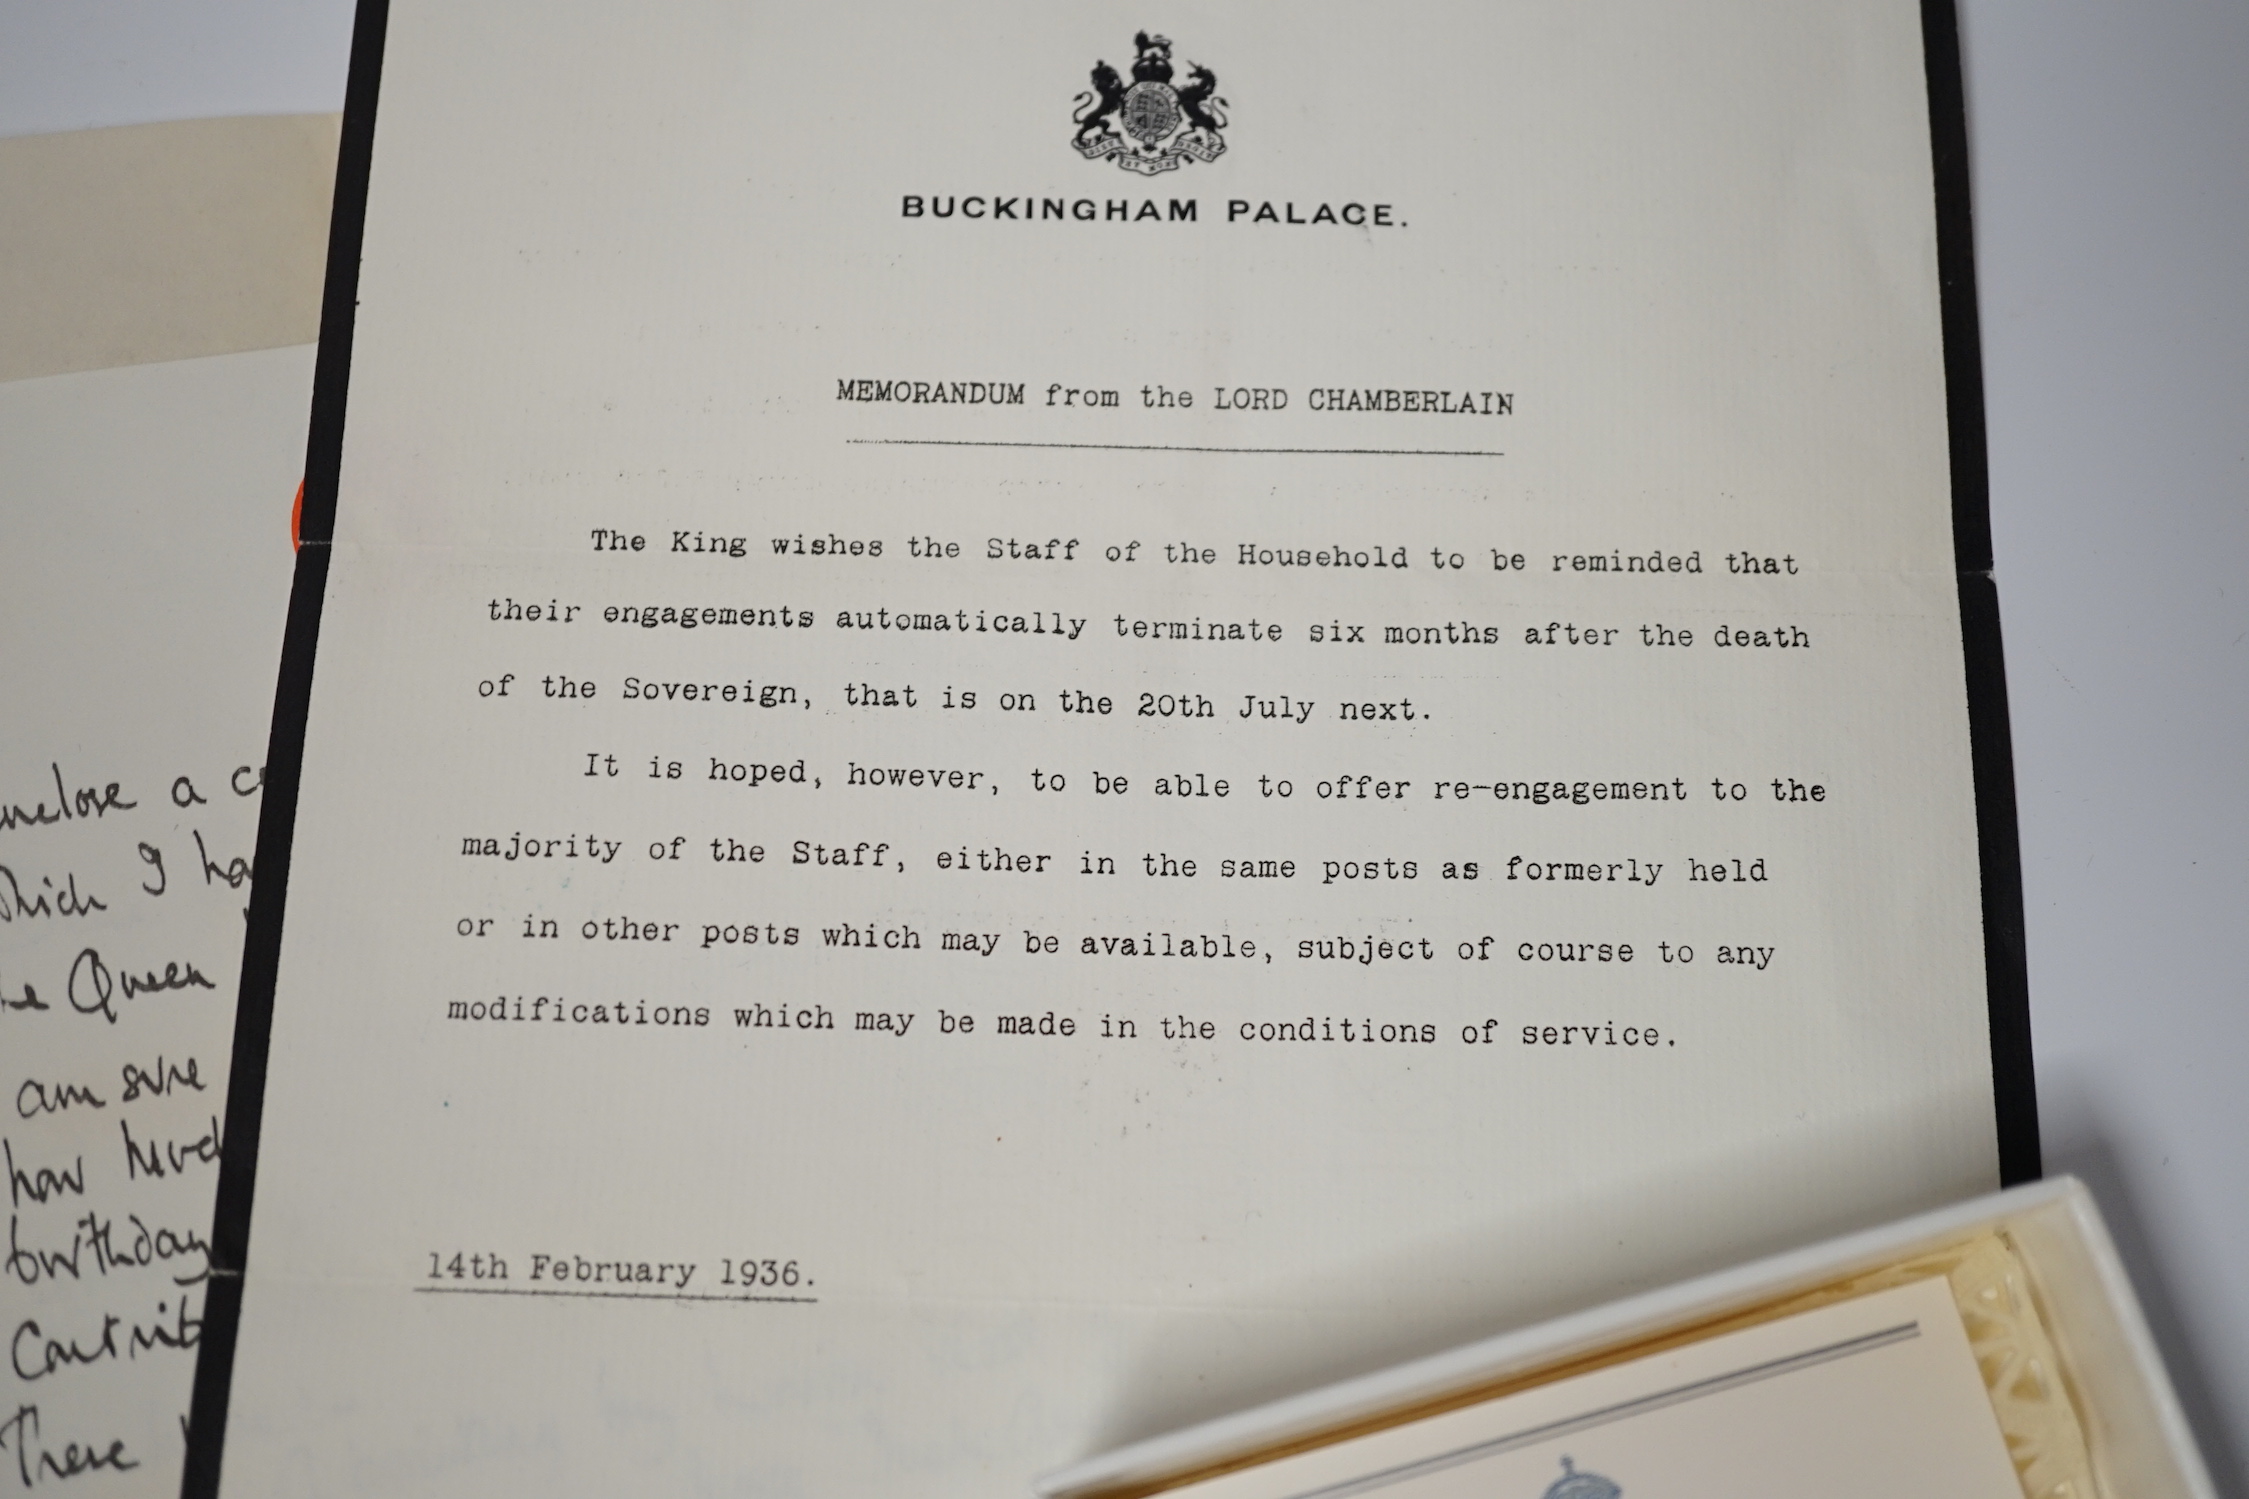 BUCKINGHAM PALACE.
MEMORANDUM from the LORD CHAMBERLAIN
The King wishes the Staff of the Household to be reminded that
their engagements automatically terminate six months after the death
of the Sovereign, that is on the 20th July next.
It is hoped, however, to be able to offer re-engagement to the
majority of the Staff, either in the same posts as formerly held
or in other posts which may be available, subject of course to any
modifications which may be made in the conditions of service.
14th February 1936.
a
which I
Queen
am sure
how
birthday
There